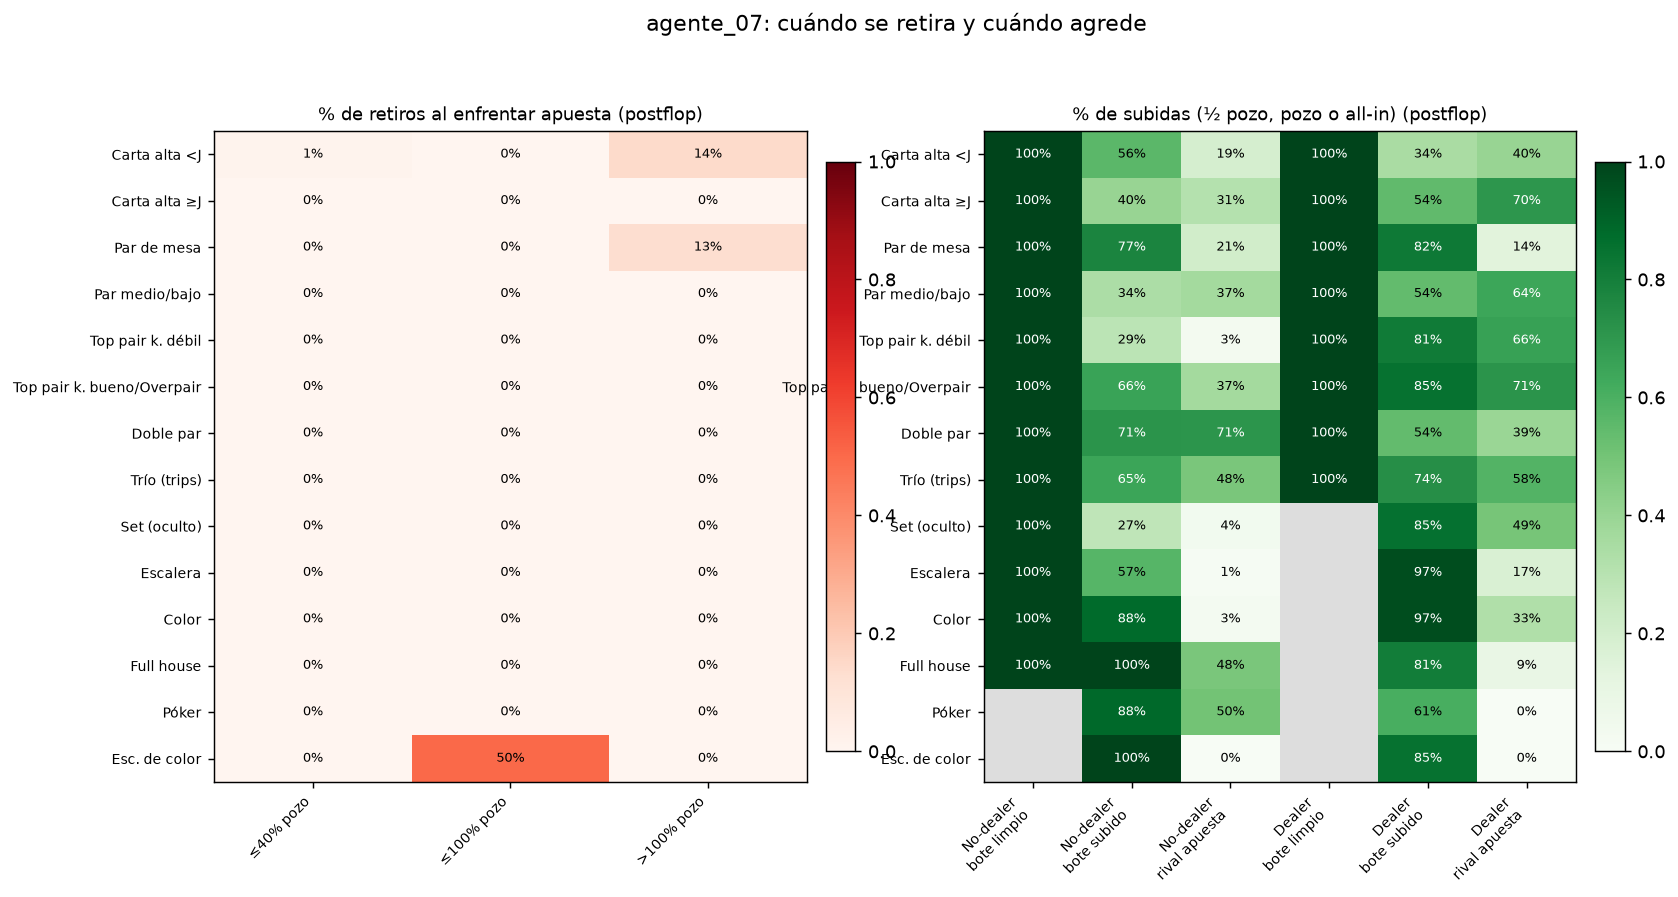 agente_07: cuándo se retira y cuándo agrede
% de retiros al enfrentar apuesta (postflop)
Carta alta <J 1% 0% 14%
Carta alta ≥J 0% 0% 0%
Par de mesa 0% 0% 13%
Par medio/bajo 0% 0% 0%
Top pair k. débil 0% 0% 0%
Top pair k. bueno/Overpair 0% 0% 0%
Doble par 0% 0% 0%
Trío (trips) 0% 0% 0%
Set (oculto) 0% 0% 0%
Escalera 0% 0% 0%
Color 0% 0% 0%
Full house 0% 0% 0%
Póker 0% 0% 0%
Esc. de color 0% 50% 0%
≤40% pozo
≤100% pozo
>100% pozo
1.0
0.8
0.6
0.4
0.2
0.0
% de subidas (½ pozo, pozo o all-in) (postflop)
Carta alta <J 100% 56% 19% 100% 34% 40%
Carta alta ≥J 100% 40% 31% 100% 54% 70%
Par de mesa 100% 77% 21% 100% 82% 14%
Par medio/bajo 100% 34% 37% 100% 54% 64%
Top pair k. débil 100% 29% 3% 100% 81% 66%
Top pa bueno/Overpair 100% 66% 37% 100% 85% 71%
Doble par 100% 71% 71% 100% 54% 39%
Trío (trips) 100% 65% 48% 100% 74% 58%
Set (oculto) 100% 27% 4% 85% 49%
Escalera 100% 57% 1% 97% 17%
Color 100% 88% 3% 97% 33%
Full house 100% 100% 48% 81% 9%
Póker 88% 50% 61% 0%
Esc. de color 100% 0% 85% 0%
No-dealer
bote limpio
No-dealer
bote subido
No-dealer
rival apuesta
Dealer
bote limpio
Dealer
bote subido
Dealer
rival apuesta
1.0
0.8
0.6
0.4
0.2
0.0